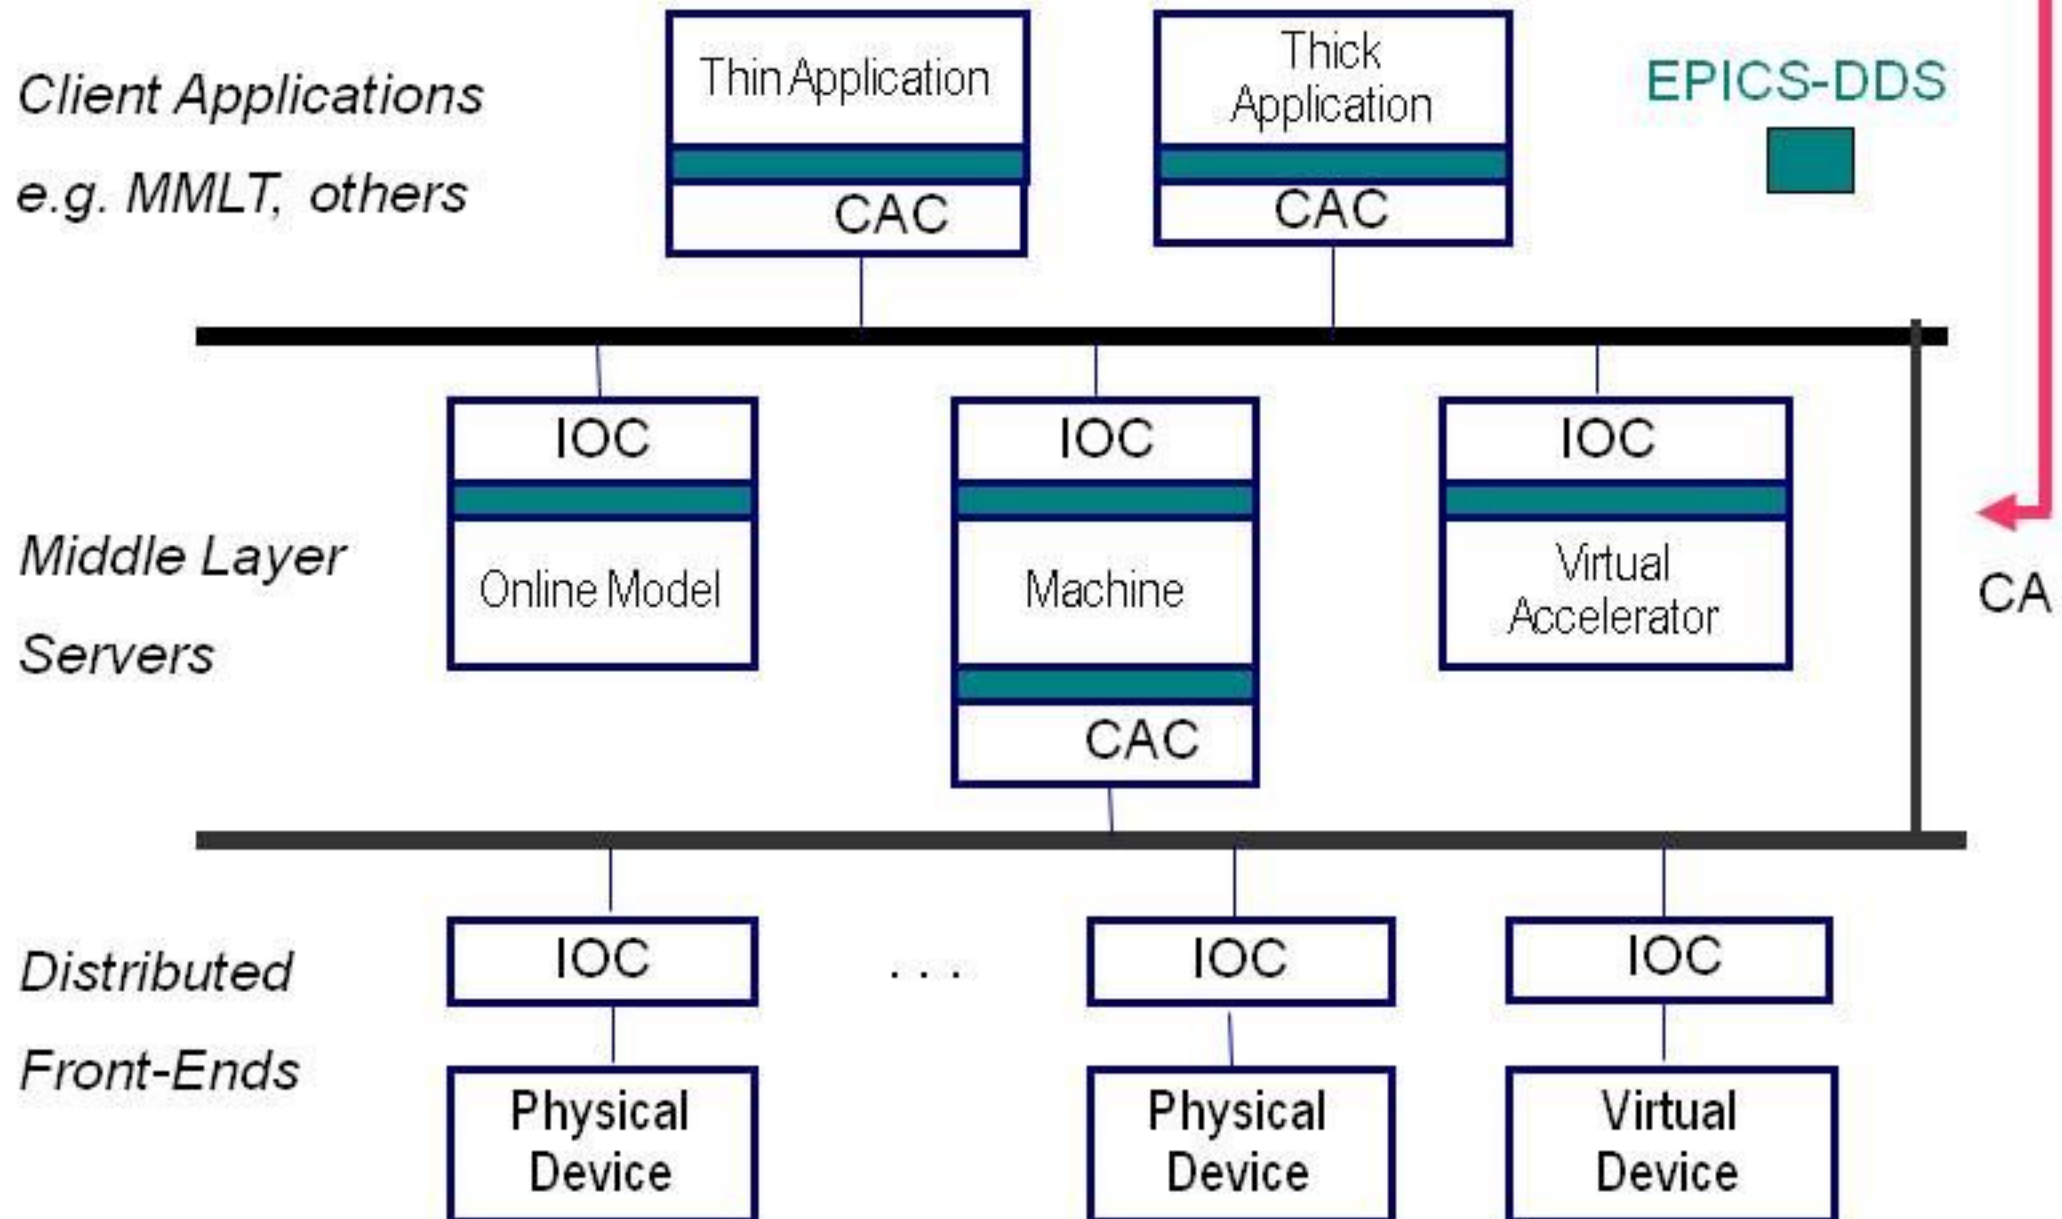 Client Applications
e.g. MMLT, others
Thin Application
CAC
Thick
Application
CAC
EPICS-DDS
Middle Layer
Servers
IOC
Online Model
IOC
Machine
CAC
IOC
Virtual
Accelerator
CA
Distributed
Front-Ends
IOC
Physical
Device
. . .
IOC
Physical
Device
IOC
Virtual
Device